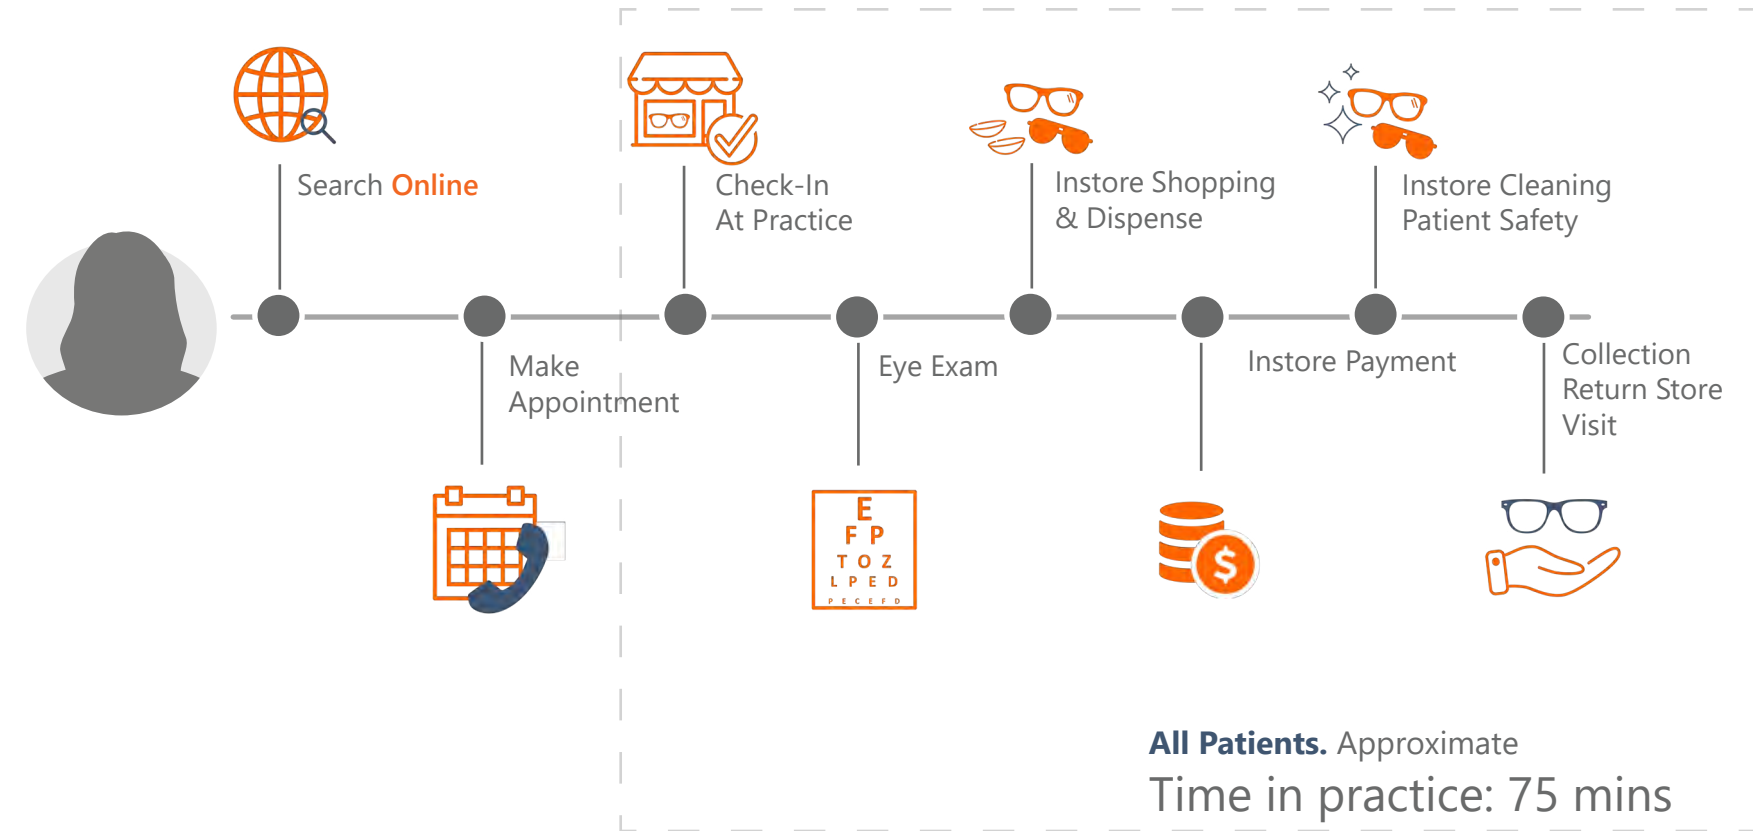 Search Online
Check-In
At Practice
Instore Shopping
& Dispense
Instore Cleaning
Patient Safety
Make
Appointment
Eye Exam
Instore Payment
Collection
Return Store
Visit
E
F P
T O Z
L P E D
P E C E F D
$
All Patients. Approximate
Time in practice: 75 mins